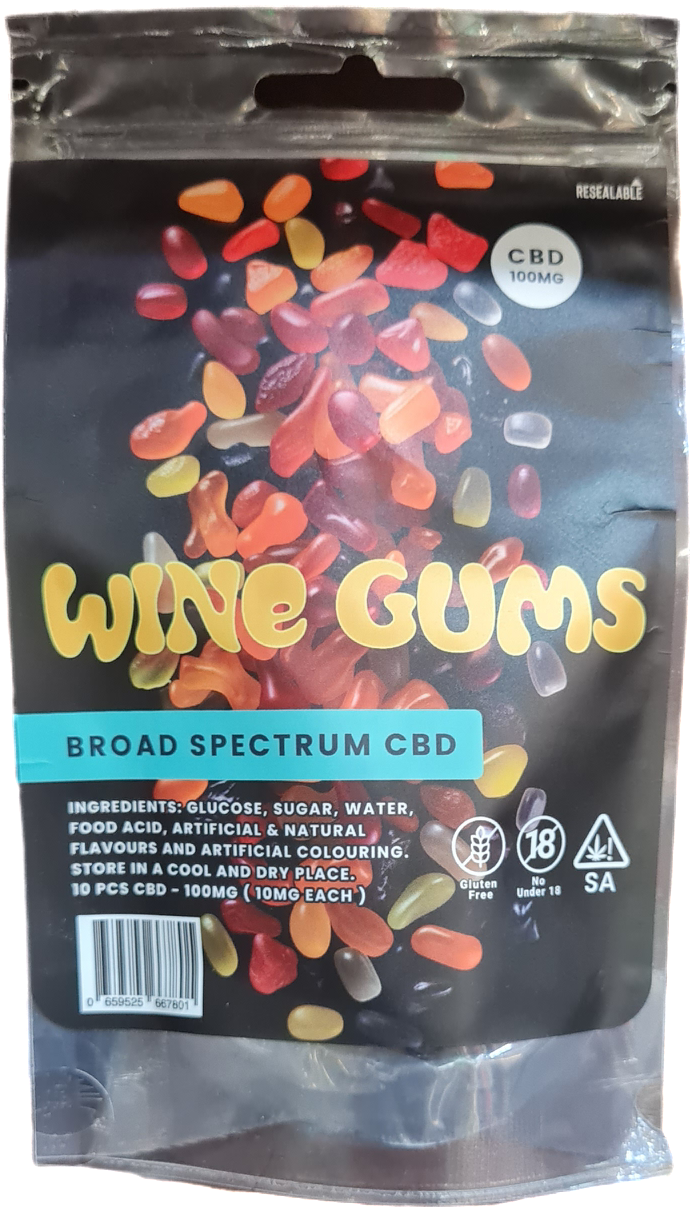 RESEALABLE
CBD
100MG
WINE GUMS
BROAD SPECTRUM CBD
INGREDIENTS: GLUCOSE, SUGAR, WATER,
FOOD ACID, ARTIFICIAL & NATURAL
FLAVOURS AND ARTIFICIAL COLOURING.
STORE IN A COOL AND DRY PLACE.
10 PCS CBD - 100MG ( 10MG EACH )
Gluten
Free
18
No
Under 18
!
SA
0 659525 667801